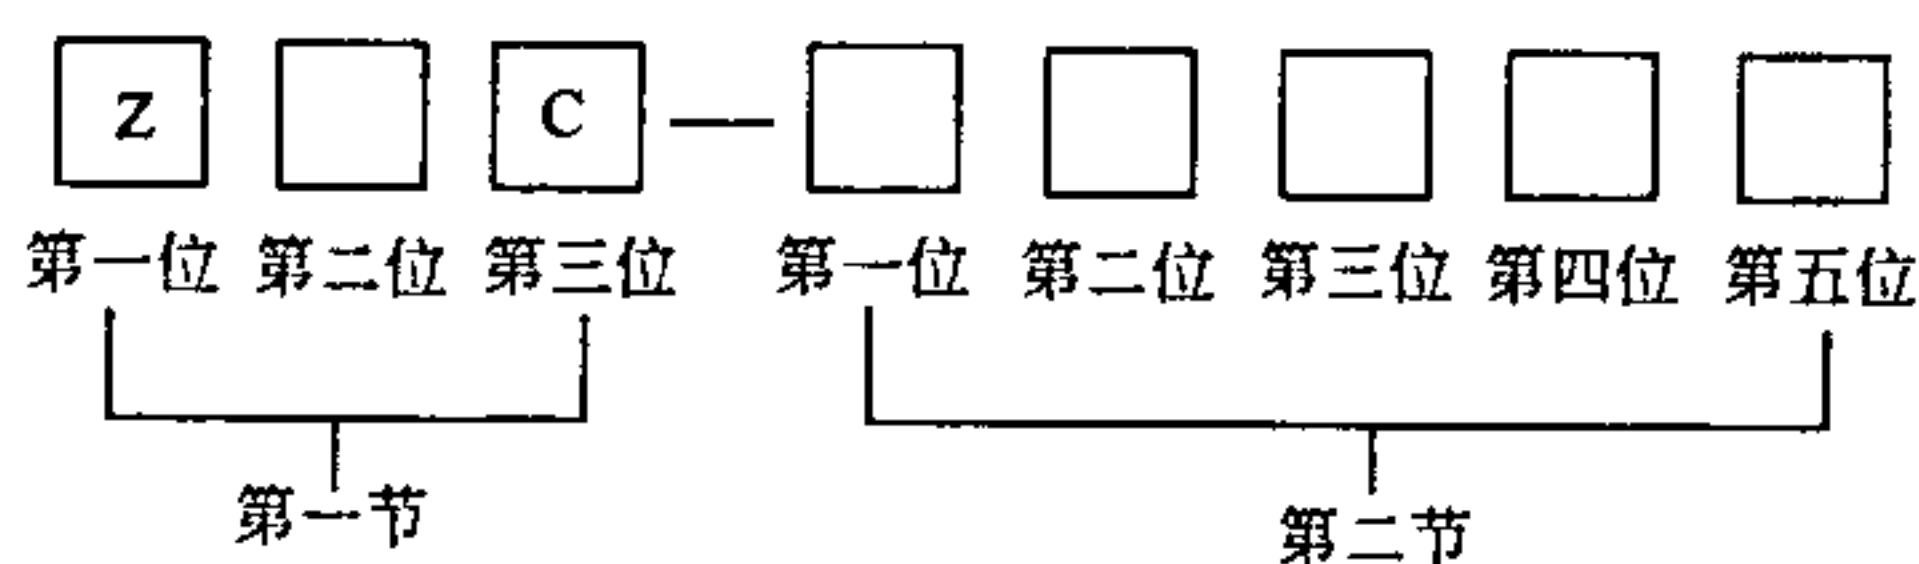 Z C —
第一位 第二位 第三位 第一位 第二位 第三位 第四位 第五位
第一节 第二节